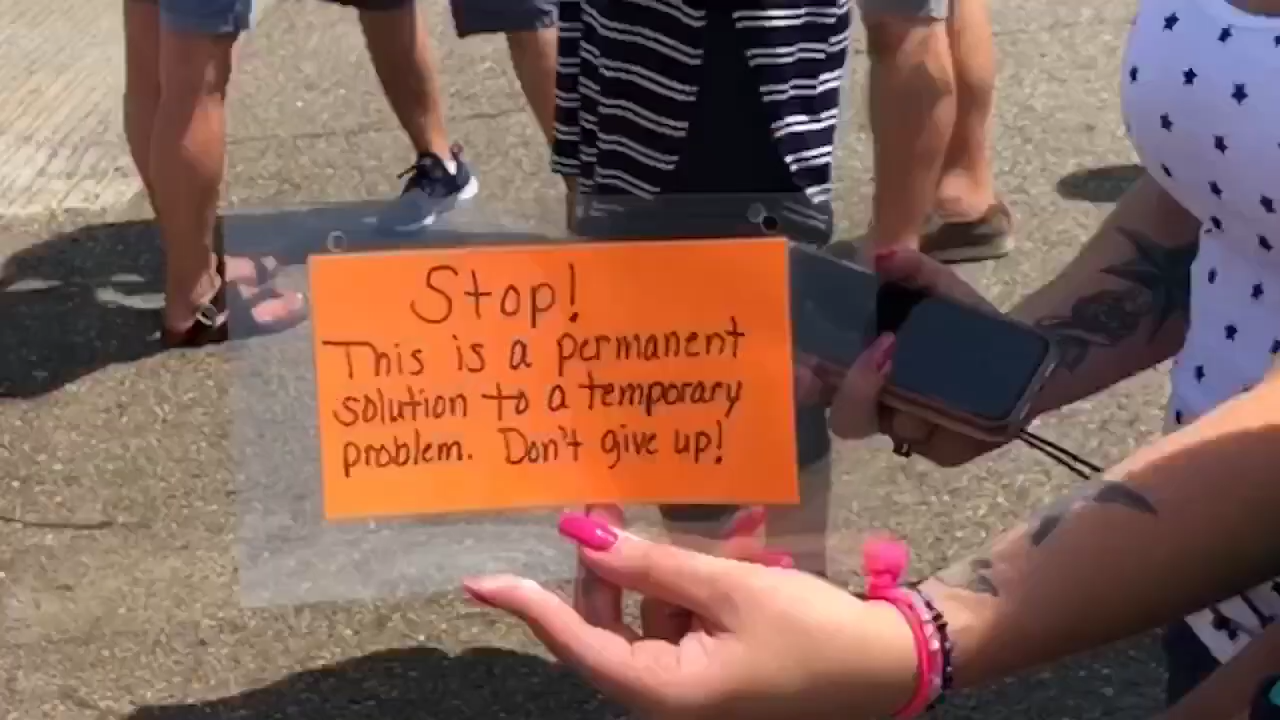 Stop!
This is a permanent
solution to a temporary
problem. Don't give up!